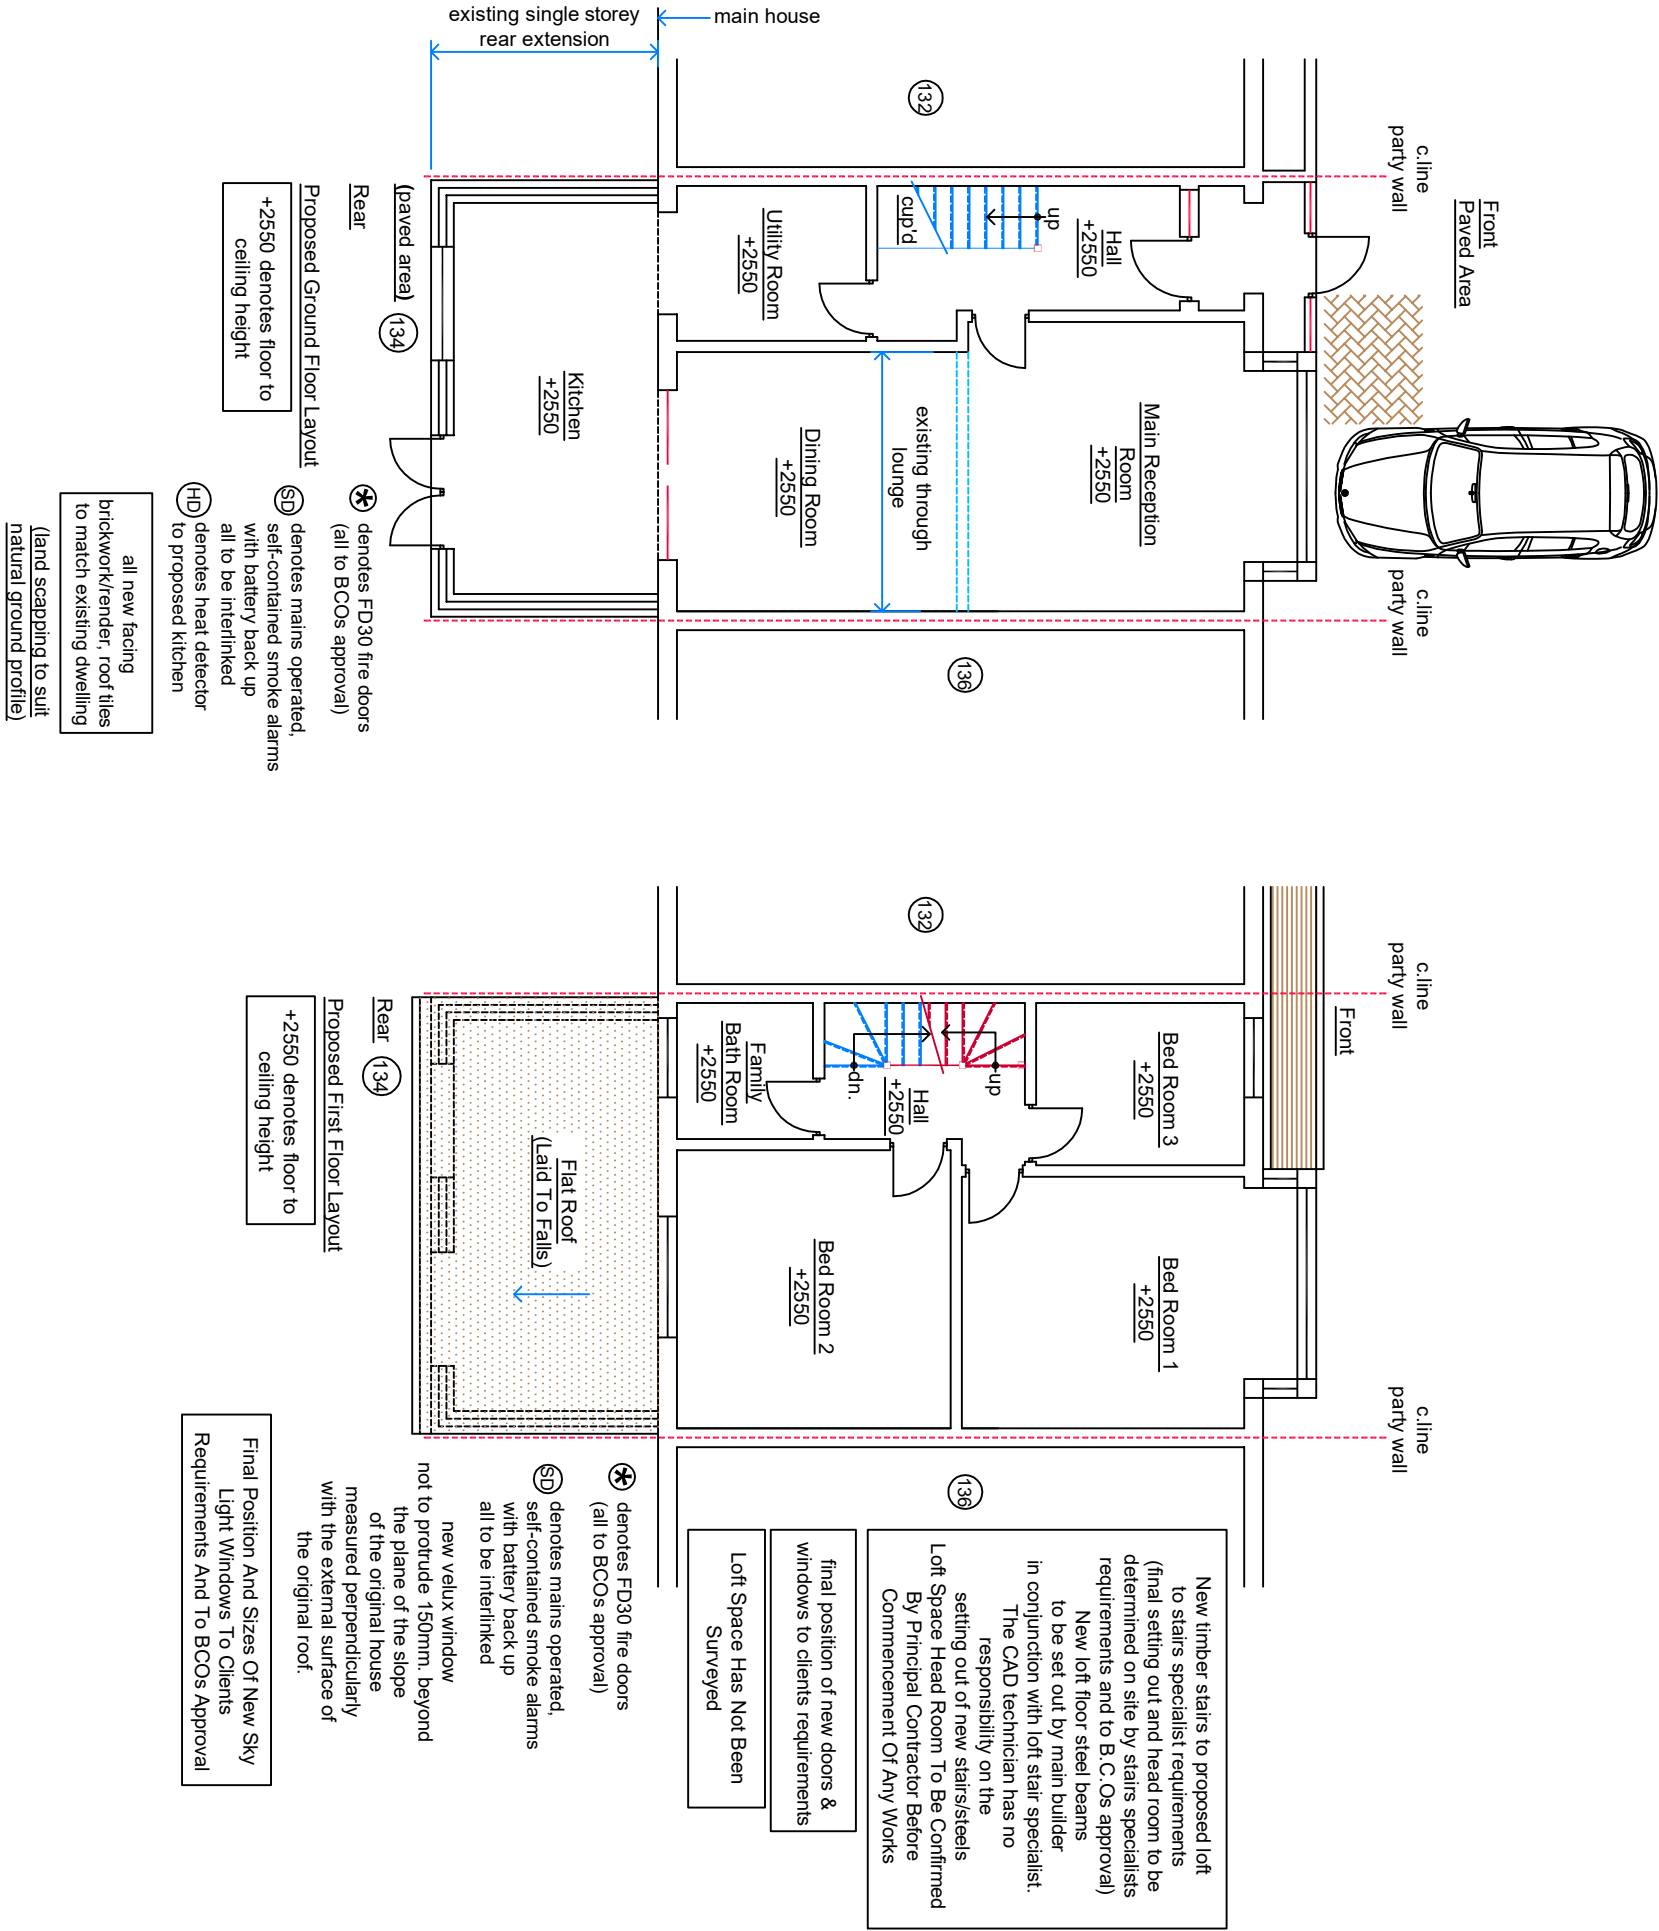 existing single storey
rear extension
main house
132
c.line
party wall
Front
Paved Area
up
cup'd
Hall
+2550
Utility Room
+2550
Main Reception
Room
+2550
existing through
lounge
Dining Room
+2550
Kitchen
+2550
136
c.line
party wall
(paved area)
Rear
134
Proposed Ground Floor Layout
+2550 denotes floor to
ceiling height
denotes FD30 fire doors
(all to BCOs approval)
SD
denotes mains operated,
self-contained smoke alarms
with battery back up
all to be interlinked
HD
denotes heat detector
to proposed kitchen
all new facing
brickwork/render, roof tiles
to match existing dwelling
(land scapping to suit
natural ground profile)
132
c.line
party wall
Front
Bed Room 3
+2550
up
dn.
Hall
+2550
Family
Bath Room
+2550
Bed Room 1
+2550
Bed Room 2
+2550
Flat Roof
(Laid To Falls)
c.line
party wall
136
Rear
134
Proposed First Floor Layout
+2550 denotes floor to
ceiling height
denotes FD30 fire doors
(all to BCOs approval)
SD
denotes mains operated,
self-contained smoke alarms
with battery back up
all to be interlinked
new velux window
not to protrude 150mm. beyond
the plane of the slope
of the original house
measured perpendicularly
with the external surface of
the original roof.
Final Position And Sizes Of New Sky
Light Windows To Clients
Requirements And To BCOs Approval
New timber stairs to proposed loft
to stairs specialist requirements
(final setting out and head room to be
determined on site by stairs specialists
requirements and to B.C.Os approval)
New loft floor steel beams
to be set out by main builder
in conjunction with loft stair specialist.
The CAD technician has no
responsibility on the
setting out of new stairs/steels
Loft Space Head Room To Be Confirmed
By Principal Contractor Before
Commencement Of Any Works
final position of new doors &
windows to clients requirements
Loft Space Has Not Been
Surveyed